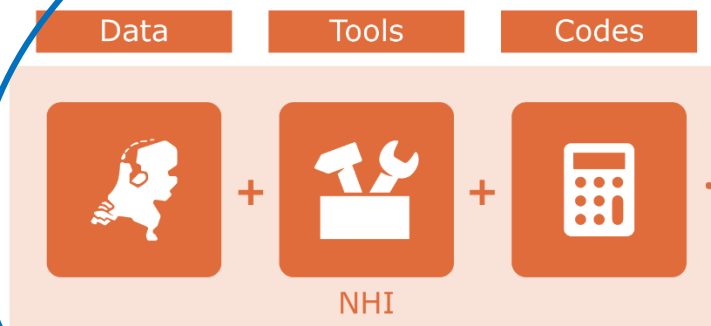 Data Tools Codes
+ +
NHI